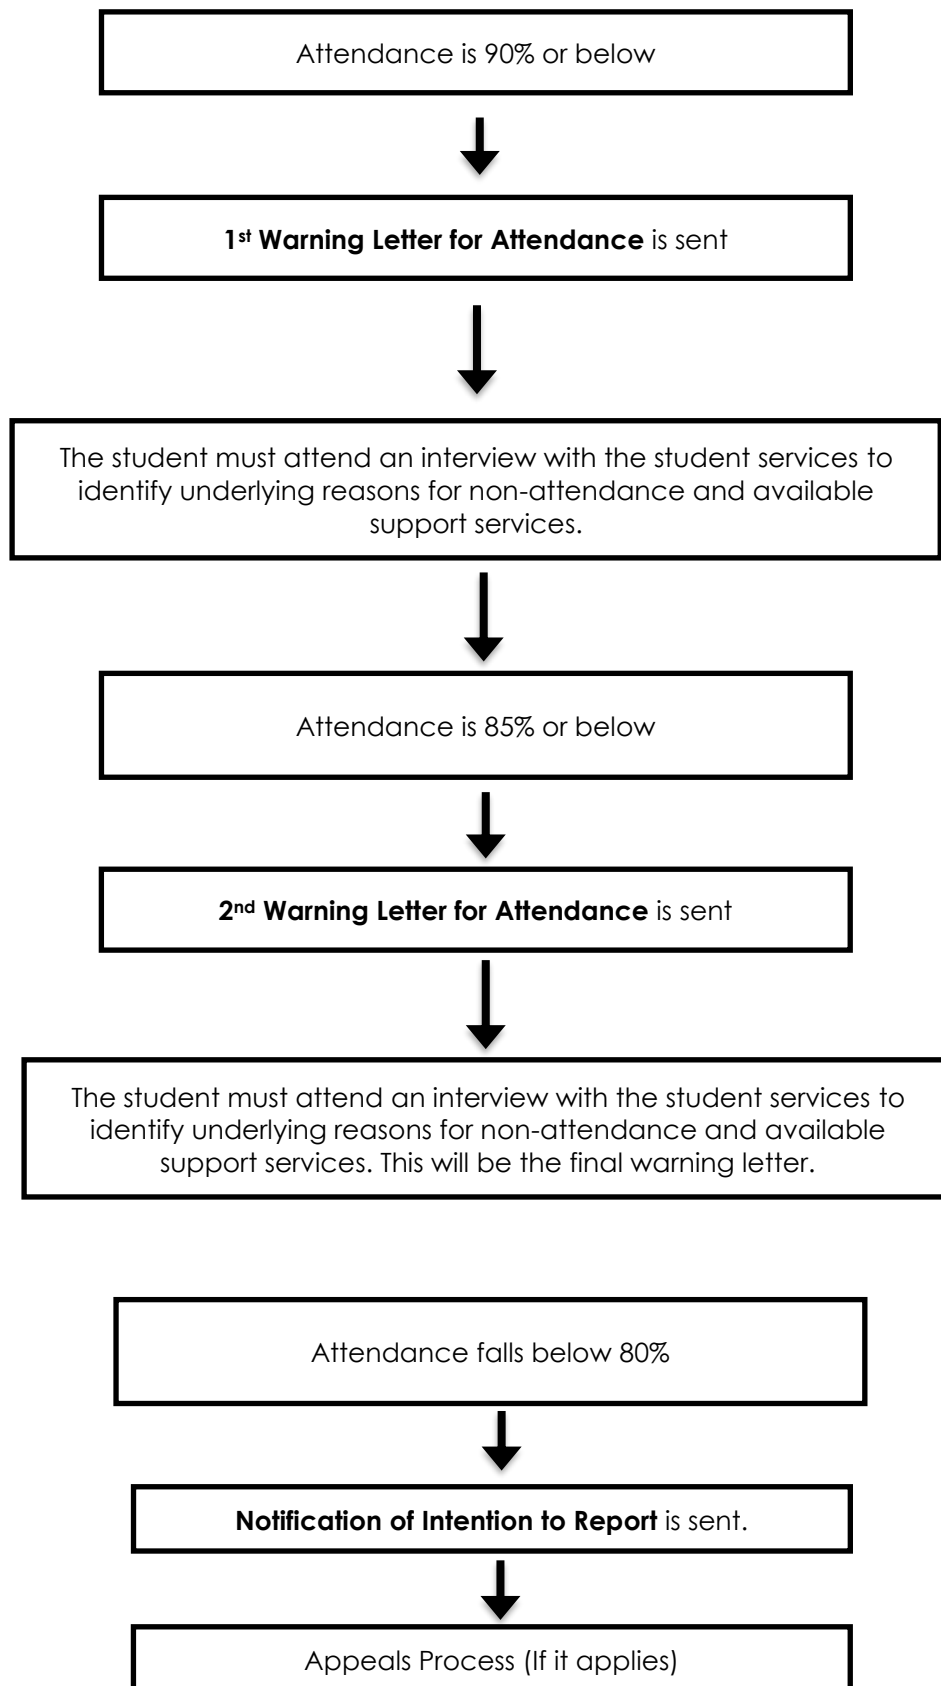 Attendance is 90% or below
1st Warning Letter for Attendance is sent
The student must attend an interview with the student services to
identify underlying reasons for non-attendance and available
support services.
Attendance is 85% or below
2nd Warning Letter for Attendance is sent
The student must attend an interview with the student services to
identify underlying reasons for non-attendance and available
support services. This will be the final warning letter.
Attendance falls below 80%
Notification of Intention to Report is sent.
Appeals Process (If it applies)